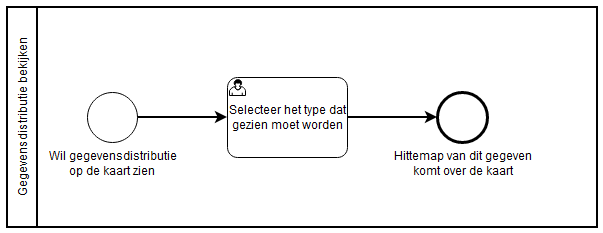 Gegevensdistributie bekijken
Wil gegevensdistributie
op de kaart zien
Selecteer het type dat
gezien moet worden
Hittemap van dit gegeven
komt over de kaart